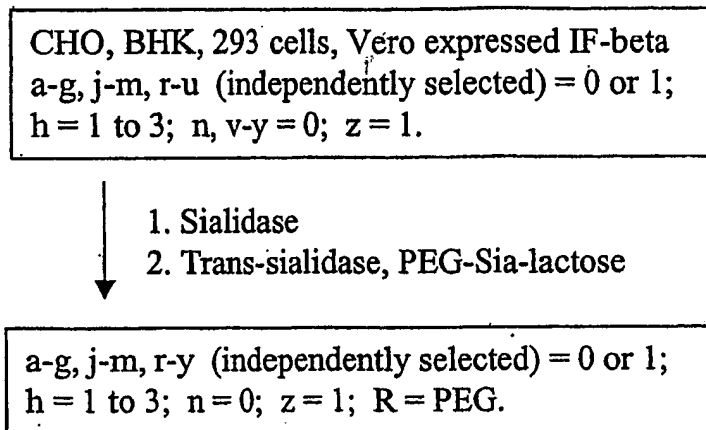 CHO, BHK, 293 cells, Vero expressed IF-beta
a-g, j-m, r-u (independently selected) = 0 or 1;
h = 1 to 3; n, v-y = 0; z = 1.
1. Sialidase
2. Trans-sialidase, PEG-Sia-lactose
a-g, j-m, r-y (independently selected) = 0 or 1;
h = 1 to 3; n = 0; z = 1; R = PEG.